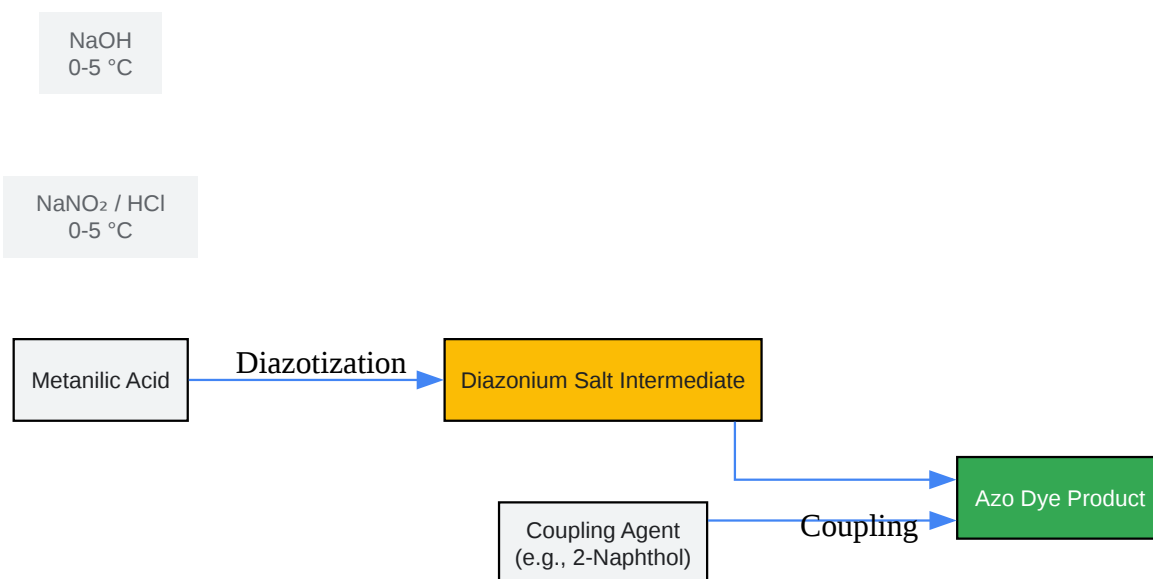 NaOH
0-5 °C
NaNO₂ / HCl
0-5 °C
Diazotization
Metanilic Acid
Diazonium Salt Intermediate
Azo Dye Product
Coupling
Coupling Agent
(e.g., 2-Naphthol)